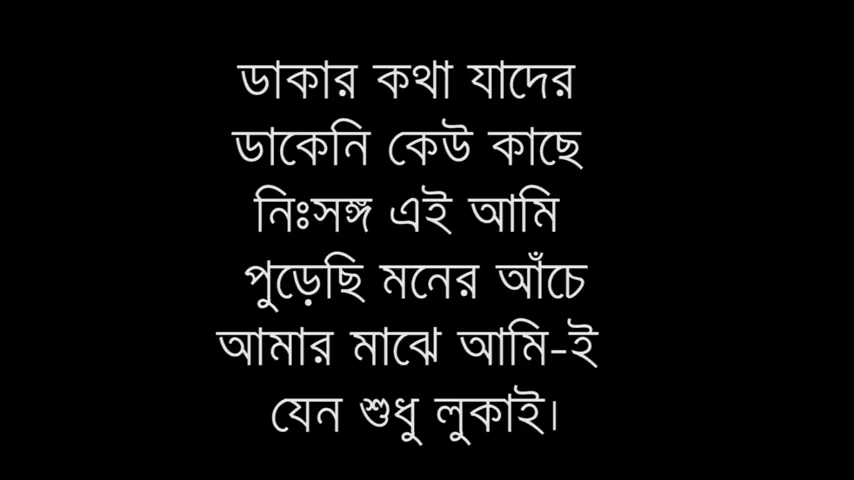 ডাকার কথা যাদের
ডাকেনি কেউ কাছে
নিঃসঙ্গ এই আমি
পুড়েছি মনের আঁচে
আমার মাঝে আমি-ই
যেন শুধু লুকাই।